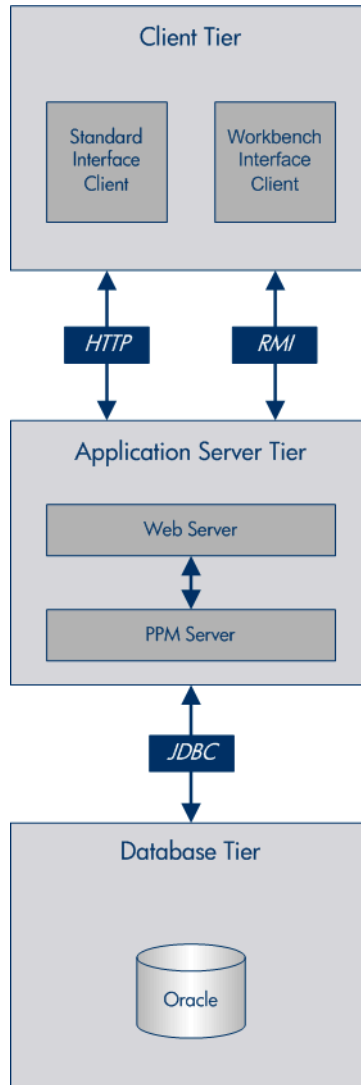 Client Tier
Standard
Interface
Client
Workbench
Interface
Client
HTTP
RMI
Application Server Tier
Web Server
PPM Server
JDBC
Database Tier
Oracle